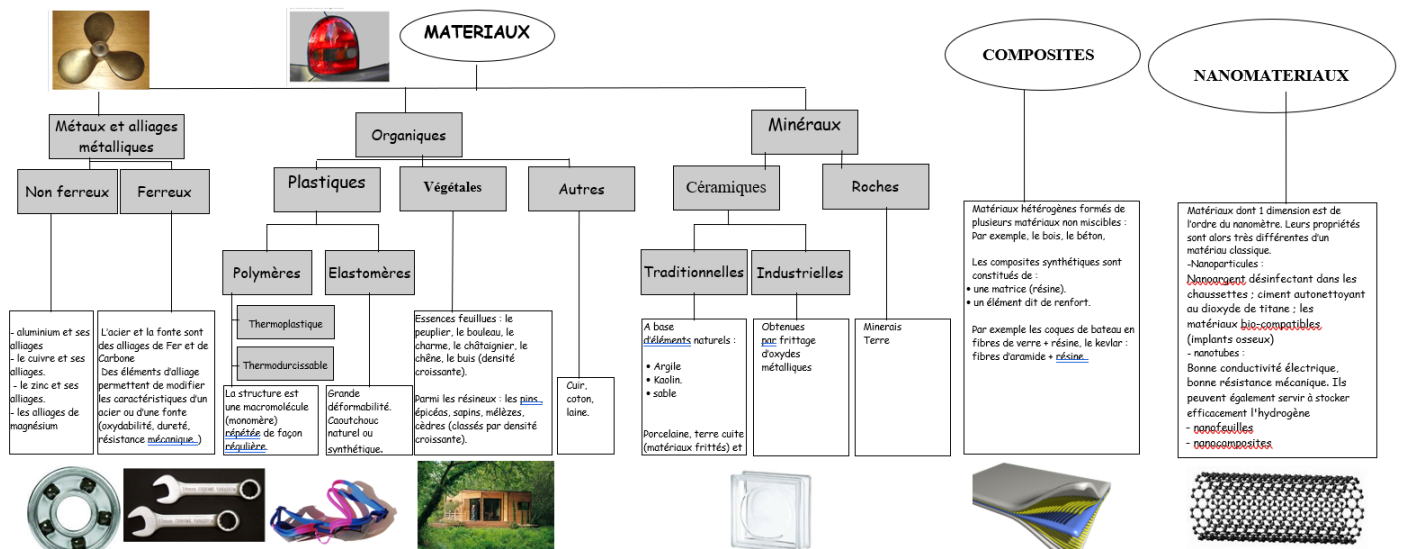 MATERIAUX
COMPOSITES
NANOMATERIAUX
Métaux et alliages
métalliques
Organiques
Minéraux
Non ferreux
Ferreux
Plastiques
Végétales
Autres
Céramiques
Roches
Polymères
Elastomères
Traditionnelles
Industrielles
Thermoplastique
Thermodurcissable
- aluminium et ses
alliages
- le cuivre et ses
alliages.
- le zinc et ses
alliages.
- les alliages de
magnésium
L'acier et la fonte sont
des alliages de Fer et de
Carbone
Des éléments d'alliage
permettent de modifier
les caractéristiques d'un
acier ou d'une fonte
(oxydabilité, dureté,
résistance mécanique..)
La structure est
une macromolécule
(monomère)
répétée de façon
régulière.
Grande
déformabilité.
Caoutchouc
naturel ou
synthétique.
Essences feuillues : le
peuplier, le bouleau, le
charme, le châtaignier, le
chêne, le buis (densité
croissante).
Parmi les résineux : les pins..
épicéas, sapins, mélèzes,
cèdres (classés par densité
croissante).
Cuir,
coton,
laine.
A base
d'éléments naturels :
• Argile
• Kaolin.
• sable
Porcelaine, terre cuite
(matériaux frittés) et
Obtenues
par frittage
d'oxydes
métalliques
Minerais
Terre
Matériaux hétérogènes formés de
plusieurs matériaux non miscibles :
Par exemple, le bois, le béton,
Les composites synthétiques sont
constitués de :
• une matrice (résine).
• un élément dit de renfort.
Par exemple les coques de bateau en
fibres de verre + résine, le kevlar :
fibres d'aramide + résine..
Matériaux dont 1 dimension est de
l'ordre du nanomètre. Leurs propriétés
sont alors très différentes d'un
matériau classique.
-Nanoparticules :
Nanoargent désinfectant dans les
chaussettes ; ciment autonettoyant
au dioxyde de titane ; les
matériaux bio-compatibles
(implants osseux)
- nanotubes :
Bonne conductivité électrique,
bonne résistance mécanique. Ils
peuvent également servir à stocker
efficacement l'hydrogène
- nanofeuilles
- nanocomposites